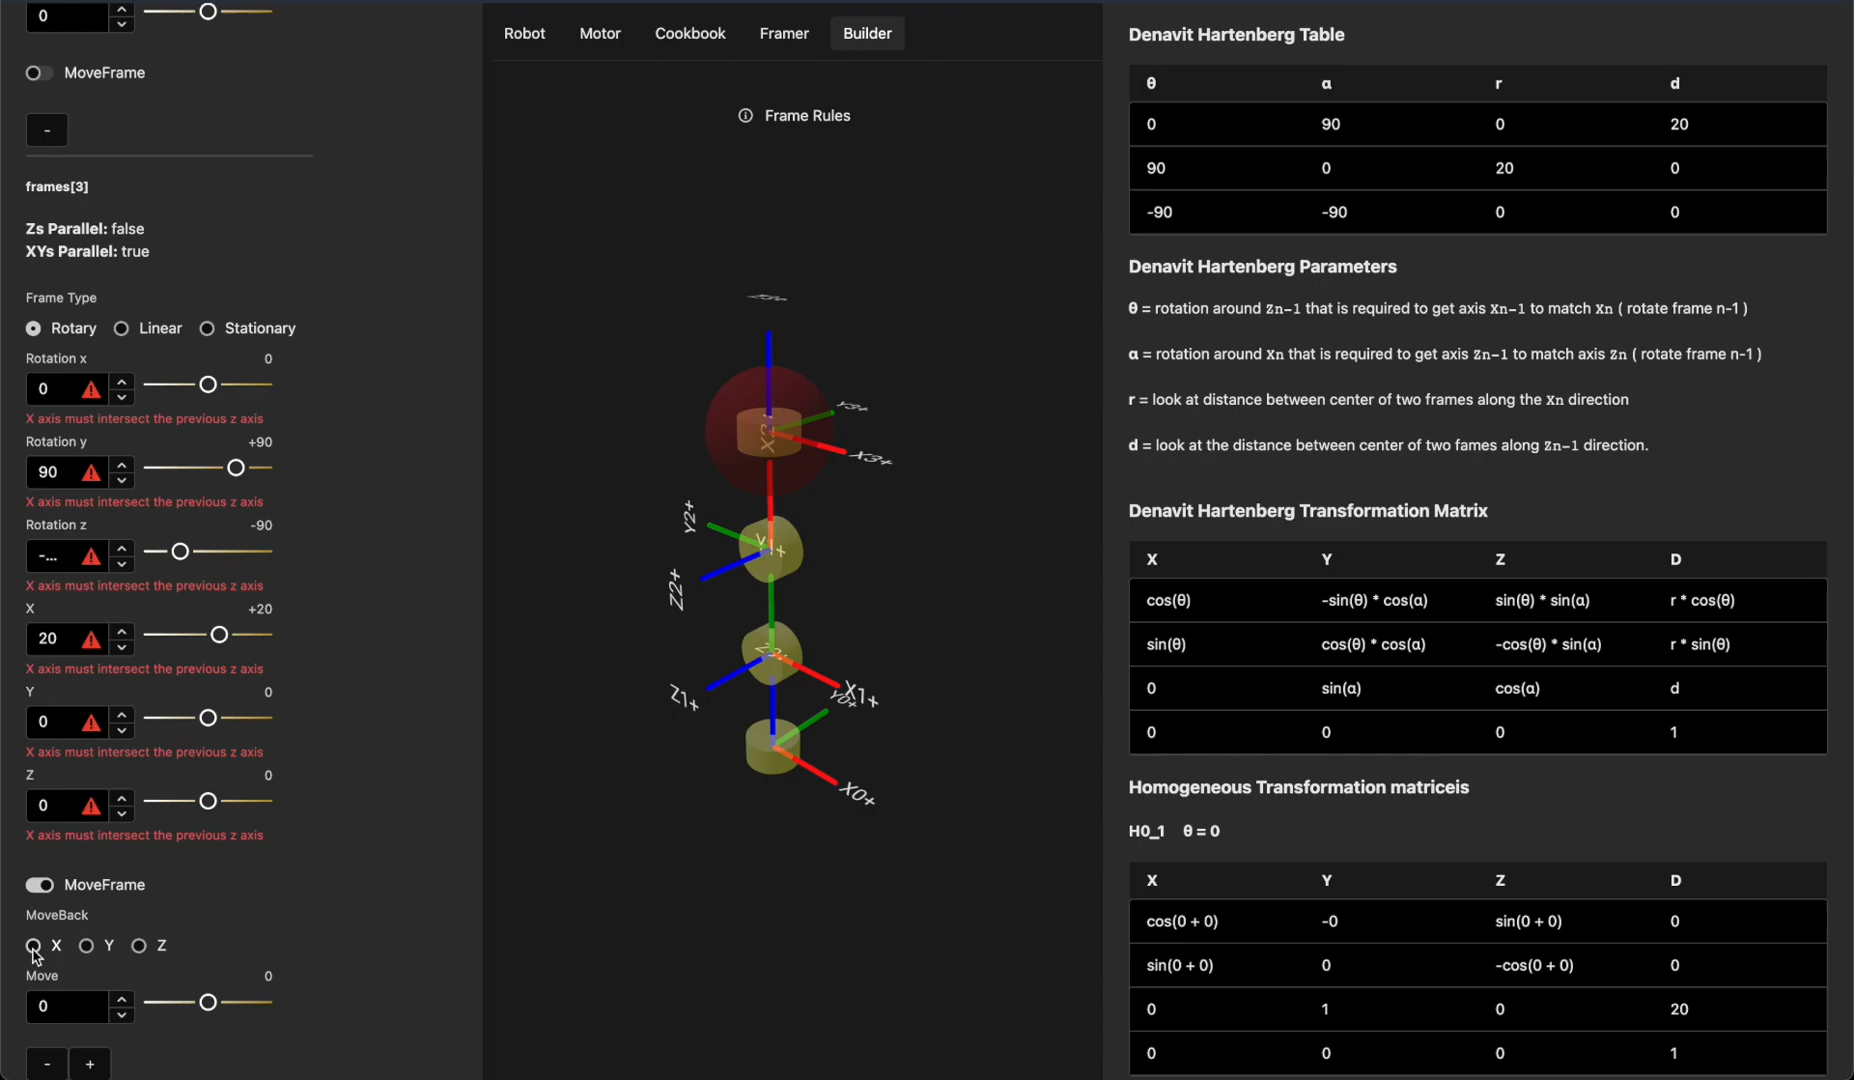 0
MoveFrame
-
frames[3]
Zs Parallel: false
XYs Parallel: true
Frame Type
Rotary Linear Stationary
Rotation x 0
0
X axis must intersect the previous z axis
Rotation y +90
90
X axis must intersect the previous z axis
Rotation z -90
-...
X axis must intersect the previous z axis
X +20
20
X axis must intersect the previous z axis
Y 0
0
X axis must intersect the previous z axis
Z 0
0
X axis must intersect the previous z axis
MoveFrame
MoveBack
X Y Z
Move 0
0
- +
Robot Motor Cookbook Framer Builder
Frame Rules
Y3+
X3+
Y2+
Z2+
Z1+
X1+
Y0+
X0+
Denavit Hartenberg Table
θ α r d
0 90 0 20
90 0 20 0
-90 -90 0 0
Denavit Hartenberg Parameters
θ = rotation around Zn-1 that is required to get axis Xn-1 to match Xn ( rotate frame n-1 )
α = rotation around Xn that is required to get axis Zn-1 to match axis Zn ( rotate frame n-1 )
r = look at distance between center of two frames along the Xn direction
d = look at the distance between center of two fames along Zn-1 direction.
Denavit Hartenberg Transformation Matrix
X Y Z D
cos(θ) -sin(θ) * cos(α) sin(θ) * sin(α) r * cos(θ)
sin(θ) cos(θ) * cos(α) -cos(θ) * sin(α) r * sin(θ)
0 sin(α) cos(α) d
0 0 0 1
Homogeneous Transformation matriceis
H0_1 θ = 0
X Y Z D
cos(0 + 0) -0 sin(0 + 0) 0
sin(0 + 0) 0 -cos(0 + 0) 0
0 1 0 20
0 0 0 1